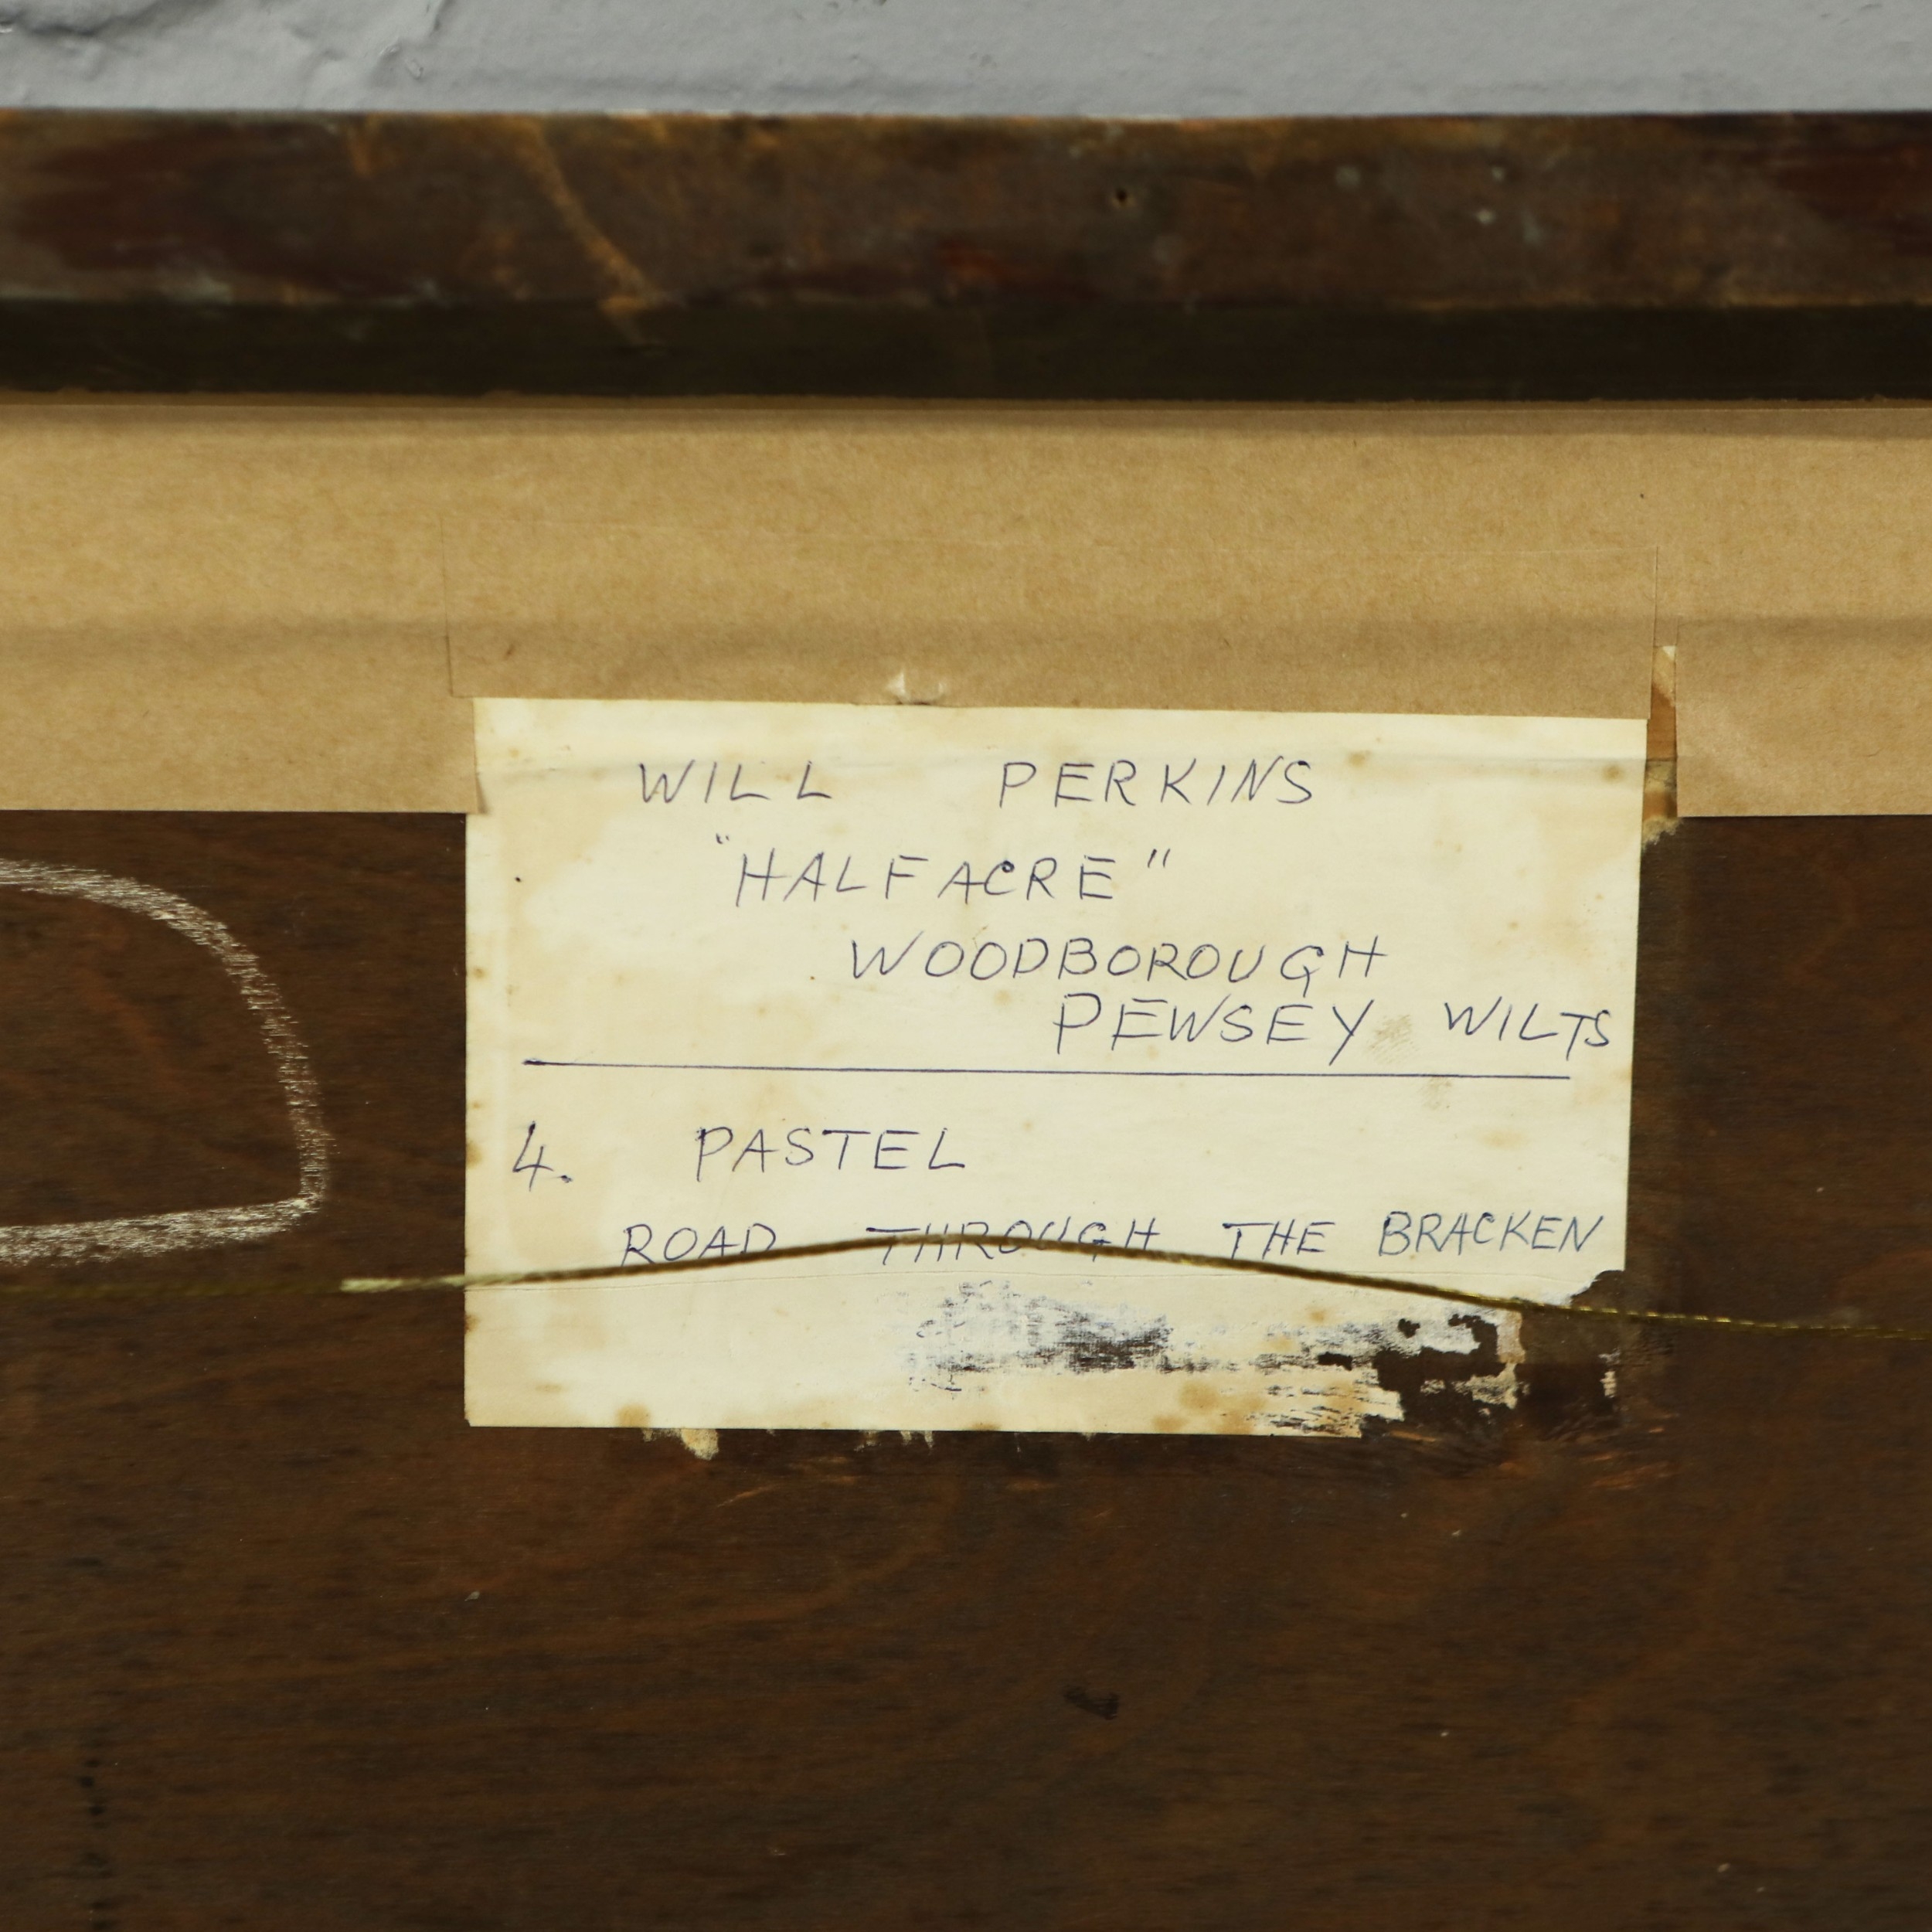 WILL PERKINS
"HALFACRE"
WOODBOROUGH
PEWSEY WILTS
4. PASTEL
ROAD THROUGH THE BRACKEN